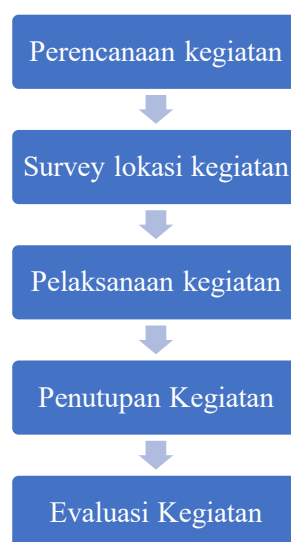 Perencanaan kegiatan
Survey lokasi kegiatan
Pelaksanaan kegiatan
Penutupan Kegiatan
Evaluasi Kegiatan